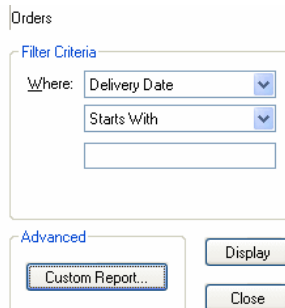 Orders
Filter Criteria
Where: Delivery Date
Starts With
Advanced
Custom Report...
Display
Close